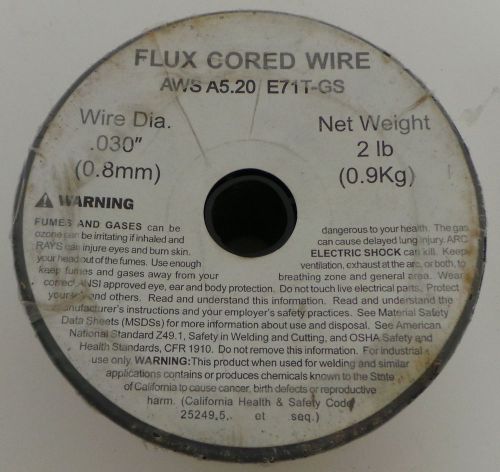 FLUX CORED WIRE
AWS A5.20 E71T-GS
Wire Dia.
.030"
(0.8mm)
Net Weight
2 lb
(0.9Kg)
WARNING
FUMES AND GASES can be dangerous to your health. The gas
ozone can be irritating if inhaled and can cause delayed lung injury. ARC
RAYS can injure eyes and burn skin. ELECTRIC SHOCK can kill. Keep
your head out of the fumes. Use enough ventilation, exhaust at the arc, or both, to
keep fumes and gases away from your breathing zone and general area. Wear
correct ANSI approved eye, ear and body protection. Do not touch live electrical parts. Protect
yourself and others. Read and understand this information. Read and understand the
manufacturer's instructions and your employer's safety practices. See Material Safety
Data Sheets (MSDSs) for more information about use and disposal. See American
National Standard Z49.1, Safety in Welding and Cutting, and OSHA Safety and
Health Standards, CFR 1910. Do not remove this information. For industrial
use only. WARNING: This product when used for welding and similar
applications contains or produces chemicals known to the State
of California to cause cancer, birth defects or reproductive
harm. (California Health & Safety Code
25249.5, et seq.)